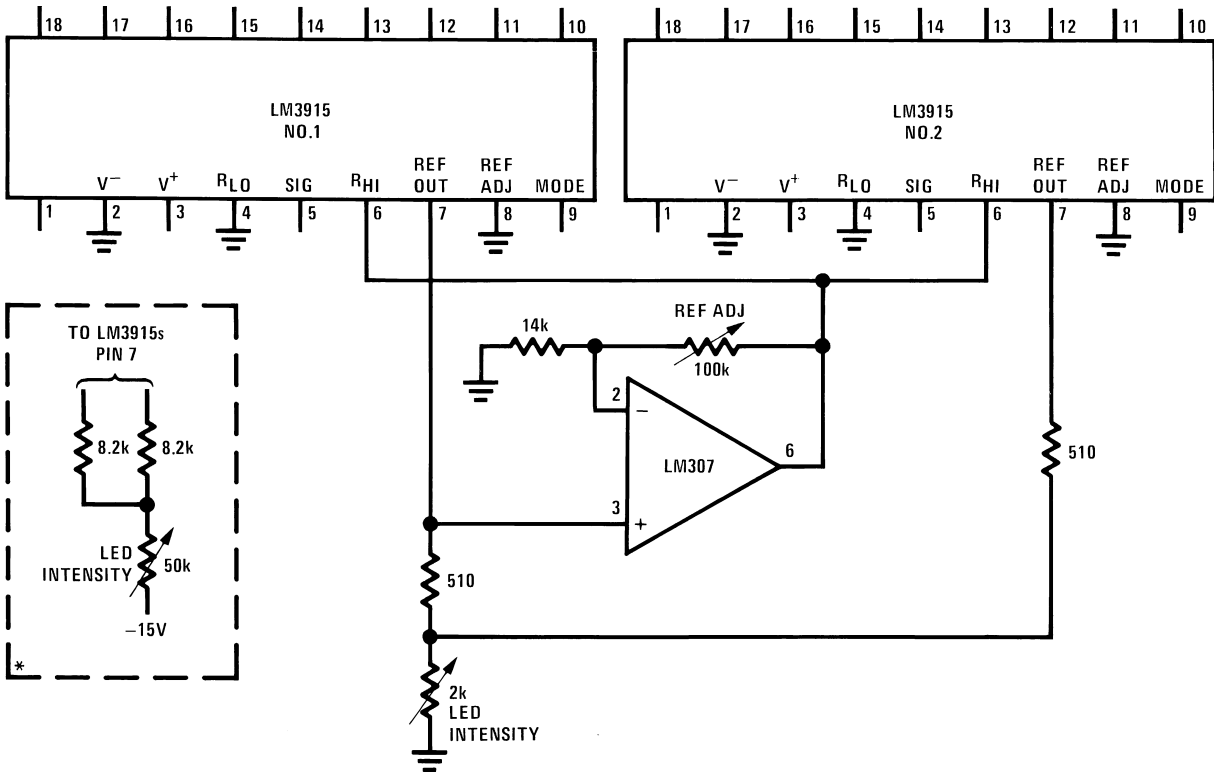 18 17 16 15 14 13 12 11 10
18 17 16 15 14 13 12 11 10
LM3915
NO.1
LM3915
NO.2
V− V+ RLO SIG RHI REF OUT REF ADJ MODE
V− V+ RLO SIG RHI REF OUT REF ADJ MODE
1 2 3 4 5 6 7 8 9
1 2 3 4 5 6 7 8 9
TO LM3915s
PIN 7
8.2k 8.2k
LED
INTENSITY
50k
−15V
*
14k
REF ADJ
100k
2
−
LM307
6
3
+
510
510
2k
LED
INTENSITY